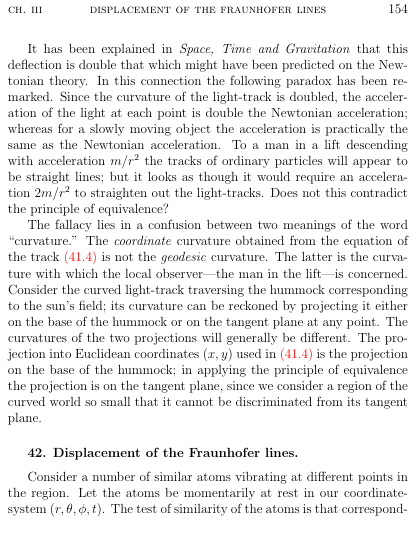 CH. III DISPLACEMENT OF THE FRAUNHOFER LINES 154
It has been explained in Space, Time and Gravitation that this
deflection is double that which might have been predicted on the New-
tonian theory. In this connection the following paradox has been re-
marked. Since the curvature of the light-track is doubled, the acceler-
ation of the light at each point is double the Newtonian acceleration;
whereas for a slowly moving object the acceleration is practically the
same as the Newtonian acceleration. To a man in a lift descending
with acceleration m/r² the tracks of ordinary particles will appear to
be straight lines; but it looks as though it would require an accelera-
tion 2m/r² to straighten out the light-tracks. Does not this contradict
the principle of equivalence?
The fallacy lies in a confusion between two meanings of the word
“curvature.” The coordinate curvature obtained from the equation of
the track (41.4) is not the geodesic curvature. The latter is the curva-
ture with which the local observer—the man in the lift—is concerned.
Consider the curved light-track traversing the hummock corresponding
to the sun’s field; its curvature can be reckoned by projecting it either
on the base of the hummock or on the tangent plane at any point. The
curvatures of the two projections will generally be different. The pro-
jection into Euclidean coordinates (x, y) used in (41.4) is the projection
on the base of the hummock; in applying the principle of equivalence
the projection is on the tangent plane, since we consider a region of the
curved world so small that it cannot be discriminated from its tangent
plane.
42. Displacement of the Fraunhofer lines.
Consider a number of similar atoms vibrating at different points in
the region. Let the atoms be momentarily at rest in our coordinate-
system (r, θ, ϕ, t). The test of similarity of the atoms is that correspond-